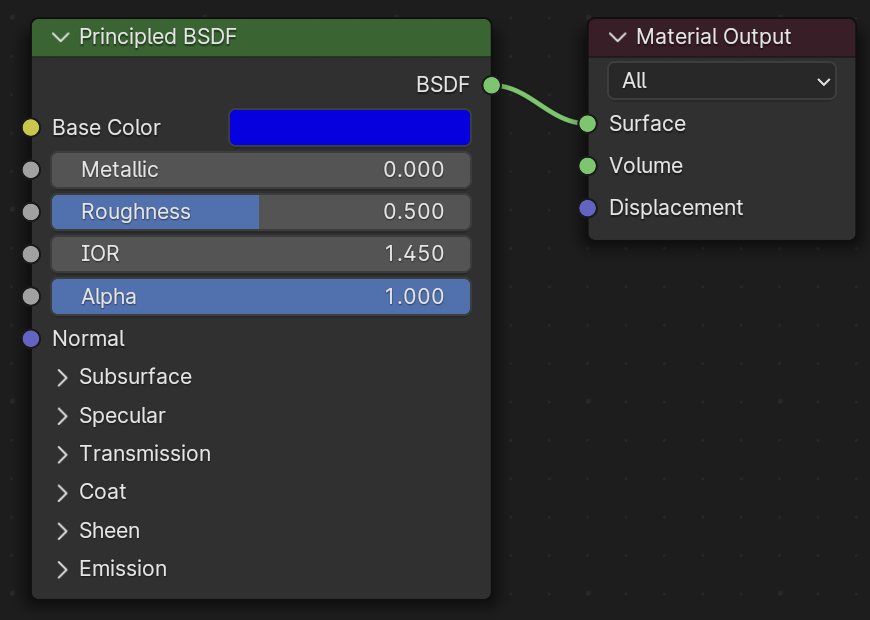 Principled BSDF
BSDF
Base Color
Metallic 0.000
Roughness 0.500
IOR 1.450
Alpha 1.000
Normal
Subsurface
Specular
Transmission
Coat
Sheen
Emission
Material Output
All
Surface
Volume
Displacement